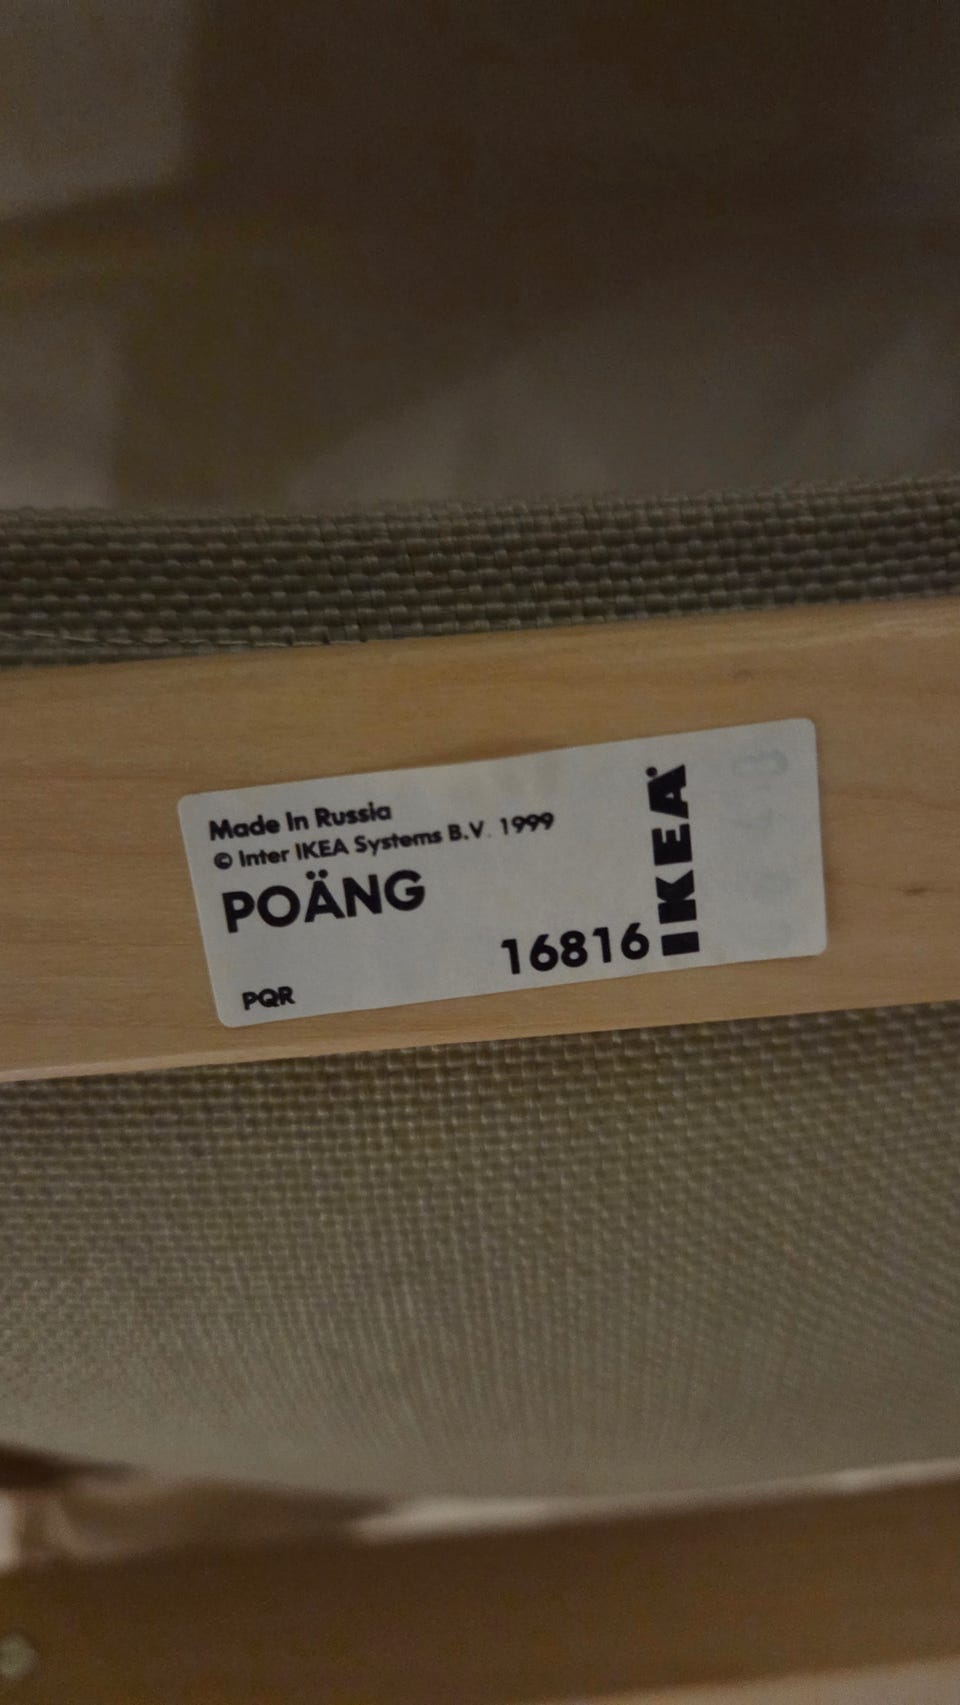 Made In Russia
© Inter IKEA Systems B.V. 1999
POÄNG
16816
PQR
IKEA®